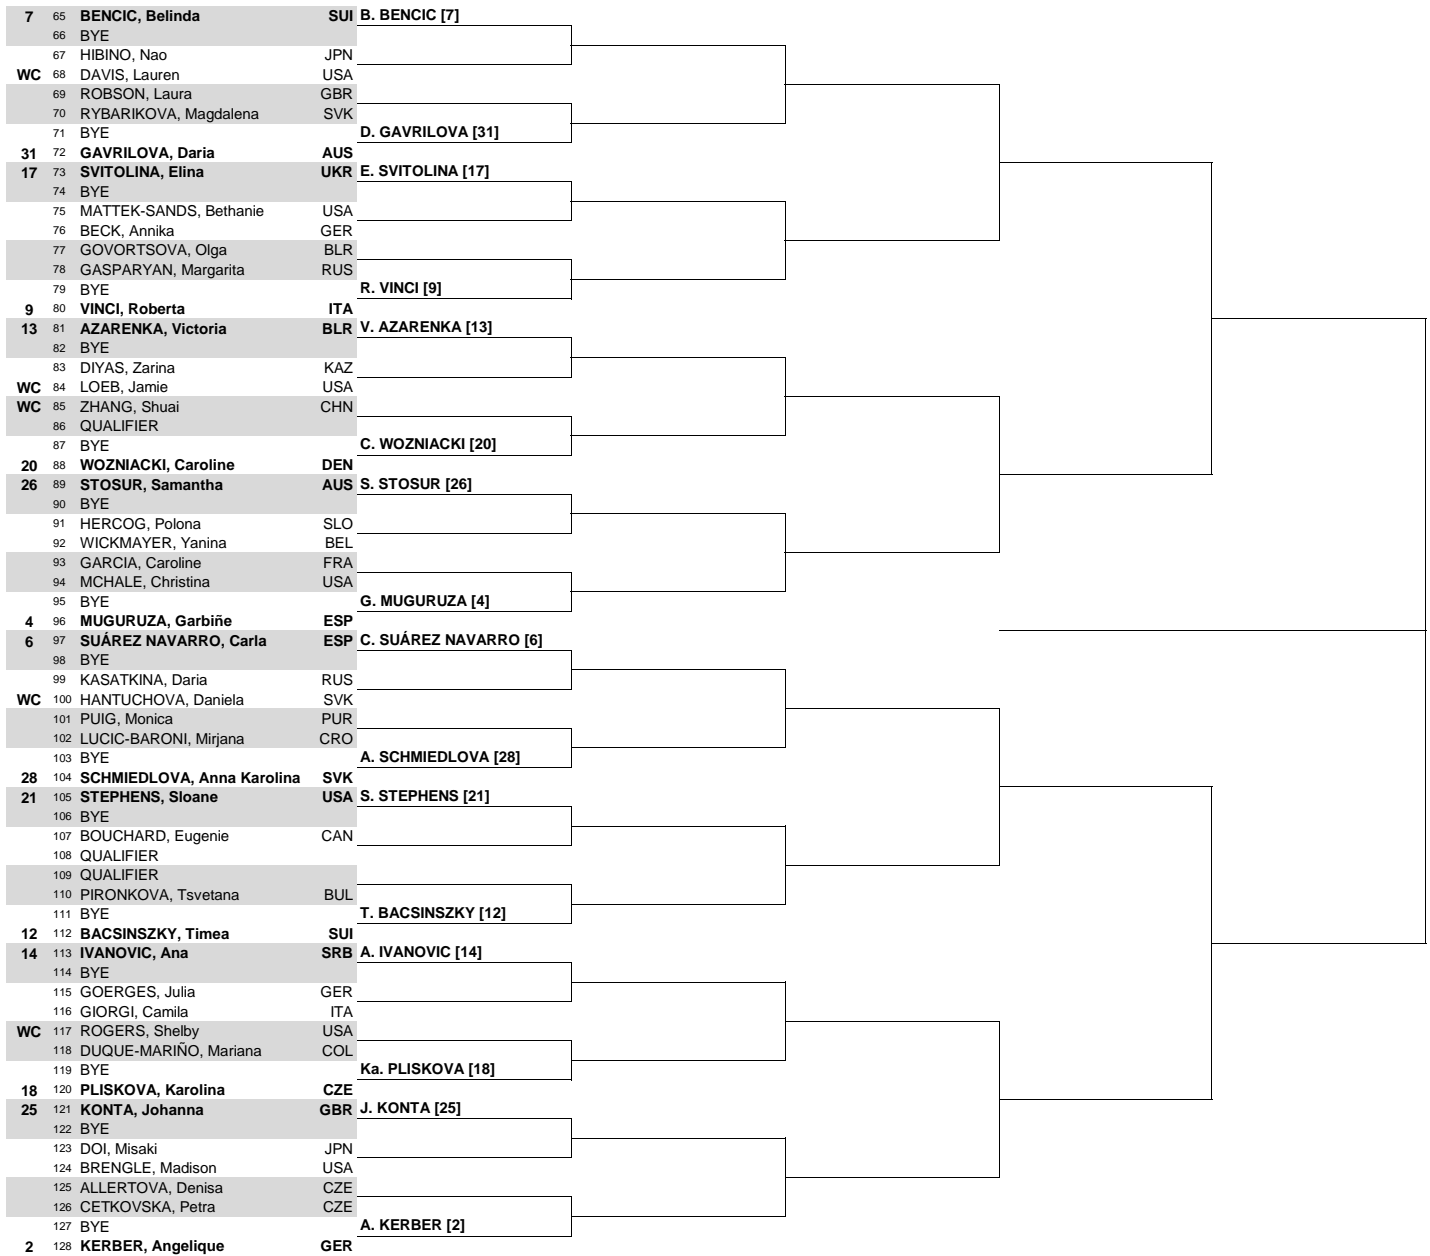 7 65 BENCIC, Belinda SUI B. BENCIC [7]
66 BYE
67 HIBINO, Nao JPN
WC 68 DAVIS, Lauren USA
69 ROBSON, Laura GBR
70 RYBARIKOVA, Magdalena SVK
71 BYE D. GAVRILOVA [31]
31 72 GAVRILOVA, Daria AUS
17 73 SVITOLINA, Elina UKR E. SVITOLINA [17]
74 BYE
75 MATTEK-SANDS, Bethanie USA
76 BECK, Annika GER
77 GOVORTSOVA, Olga BLR
78 GASPARYAN, Margarita RUS
79 BYE R. VINCI [9]
9 80 VINCI, Roberta ITA
13 81 AZARENKA, Victoria BLR V. AZARENKA [13]
82 BYE
83 DIYAS, Zarina KAZ
WC 84 LOEB, Jamie USA
WC 85 ZHANG, Shuai CHN
86 QUALIFIER
87 BYE C. WOZNIACKI [20]
20 88 WOZNIACKI, Caroline DEN
26 89 STOSUR, Samantha AUS S. STOSUR [26]
90 BYE
91 HERCOG, Polona SLO
92 WICKMAYER, Yanina BEL
93 GARCIA, Caroline FRA
94 MCHALE, Christina USA
95 BYE G. MUGURUZA [4]
4 96 MUGURUZA, Garbiñe ESP
6 97 SUÁREZ NAVARRO, Carla ESP C. SUÁREZ NAVARRO [6]
98 BYE
99 KASATKINA, Daria RUS
WC 100 HANTUCHOVA, Daniela SVK
101 PUIG, Monica PUR
102 LUCIC-BARONI, Mirjana CRO
103 BYE A. SCHMIEDLOVA [28]
28 104 SCHMIEDLOVA, Anna Karolina SVK
21 105 STEPHENS, Sloane USA S. STEPHENS [21]
106 BYE
107 BOUCHARD, Eugenie CAN
108 QUALIFIER
109 QUALIFIER
110 PIRONKOVA, Tsvetana BUL
111 BYE T. BACSINSZKY [12]
12 112 BACSINSZKY, Timea SUI
14 113 IVANOVIC, Ana SRB A. IVANOVIC [14]
114 BYE
115 GOERGES, Julia GER
116 GIORGI, Camila ITA
WC 117 ROGERS, Shelby USA
118 DUQUE-MARIÑO, Mariana COL
119 BYE Ka. PLISKOVA [18]
18 120 PLISKOVA, Karolina CZE
25 121 KONTA, Johanna GBR J. KONTA [25]
122 BYE
123 DOI, Misaki JPN
124 BRENGLE, Madison USA
125 ALLERTOVA, Denisa CZE
126 CETKOVSKA, Petra CZE
127 BYE A. KERBER [2]
2 128 KERBER, Angelique GER